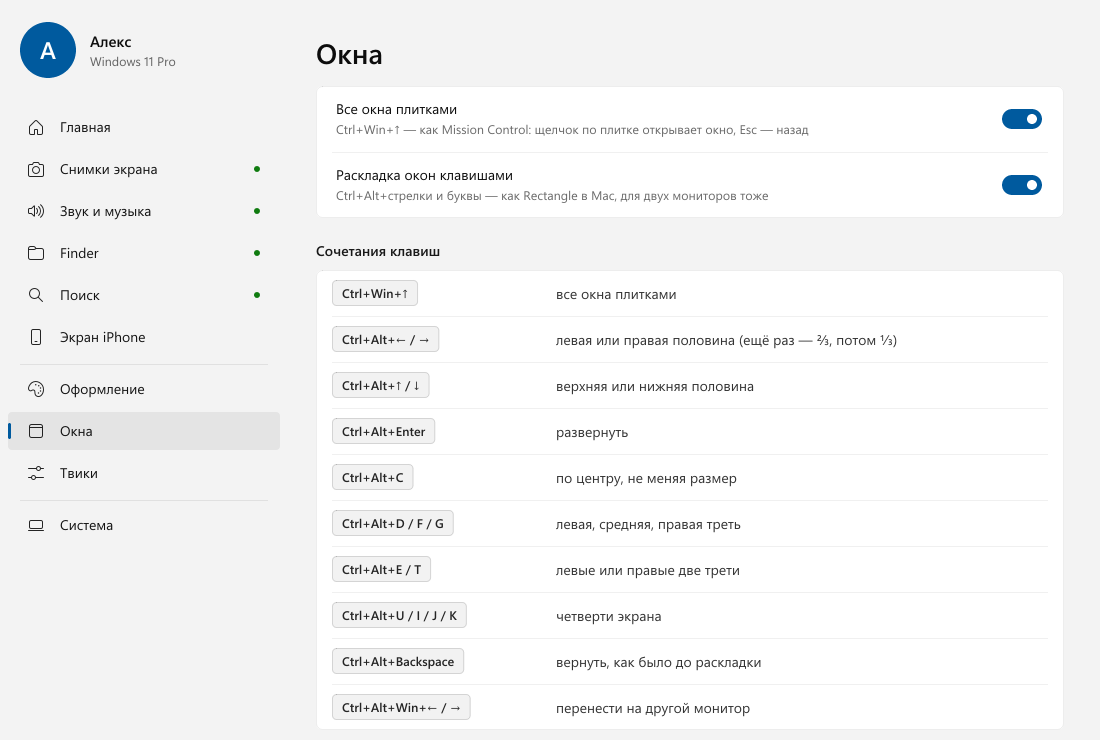 А
Алекс
Windows 11 Pro
Главная
Снимки экрана
Звук и музыка
Finder
Поиск
Экран iPhone
Оформление
Окна
Твики
Система
Окна
Все окна плитками
Ctrl+Win+↑ — как Mission Control: щелчок по плитке открывает окно, Esc — назад
Раскладка окон клавишами
Ctrl+Alt+стрелки и буквы — как Rectangle в Mac, для двух мониторов тоже
Сочетания клавиш
Ctrl+Win+↑ все окна плитками
Ctrl+Alt+← / → левая или правая половина (ещё раз — ⅔, потом ⅓)
Ctrl+Alt+↑ / ↓ верхняя или нижняя половина
Ctrl+Alt+Enter развернуть
Ctrl+Alt+C по центру, не меняя размер
Ctrl+Alt+D / F / G левая, средняя, правая треть
Ctrl+Alt+E / T левые или правые две трети
Ctrl+Alt+U / I / J / K четверти экрана
Ctrl+Alt+Backspace вернуть, как было до раскладки
Ctrl+Alt+Win+← / → перенести на другой монитор